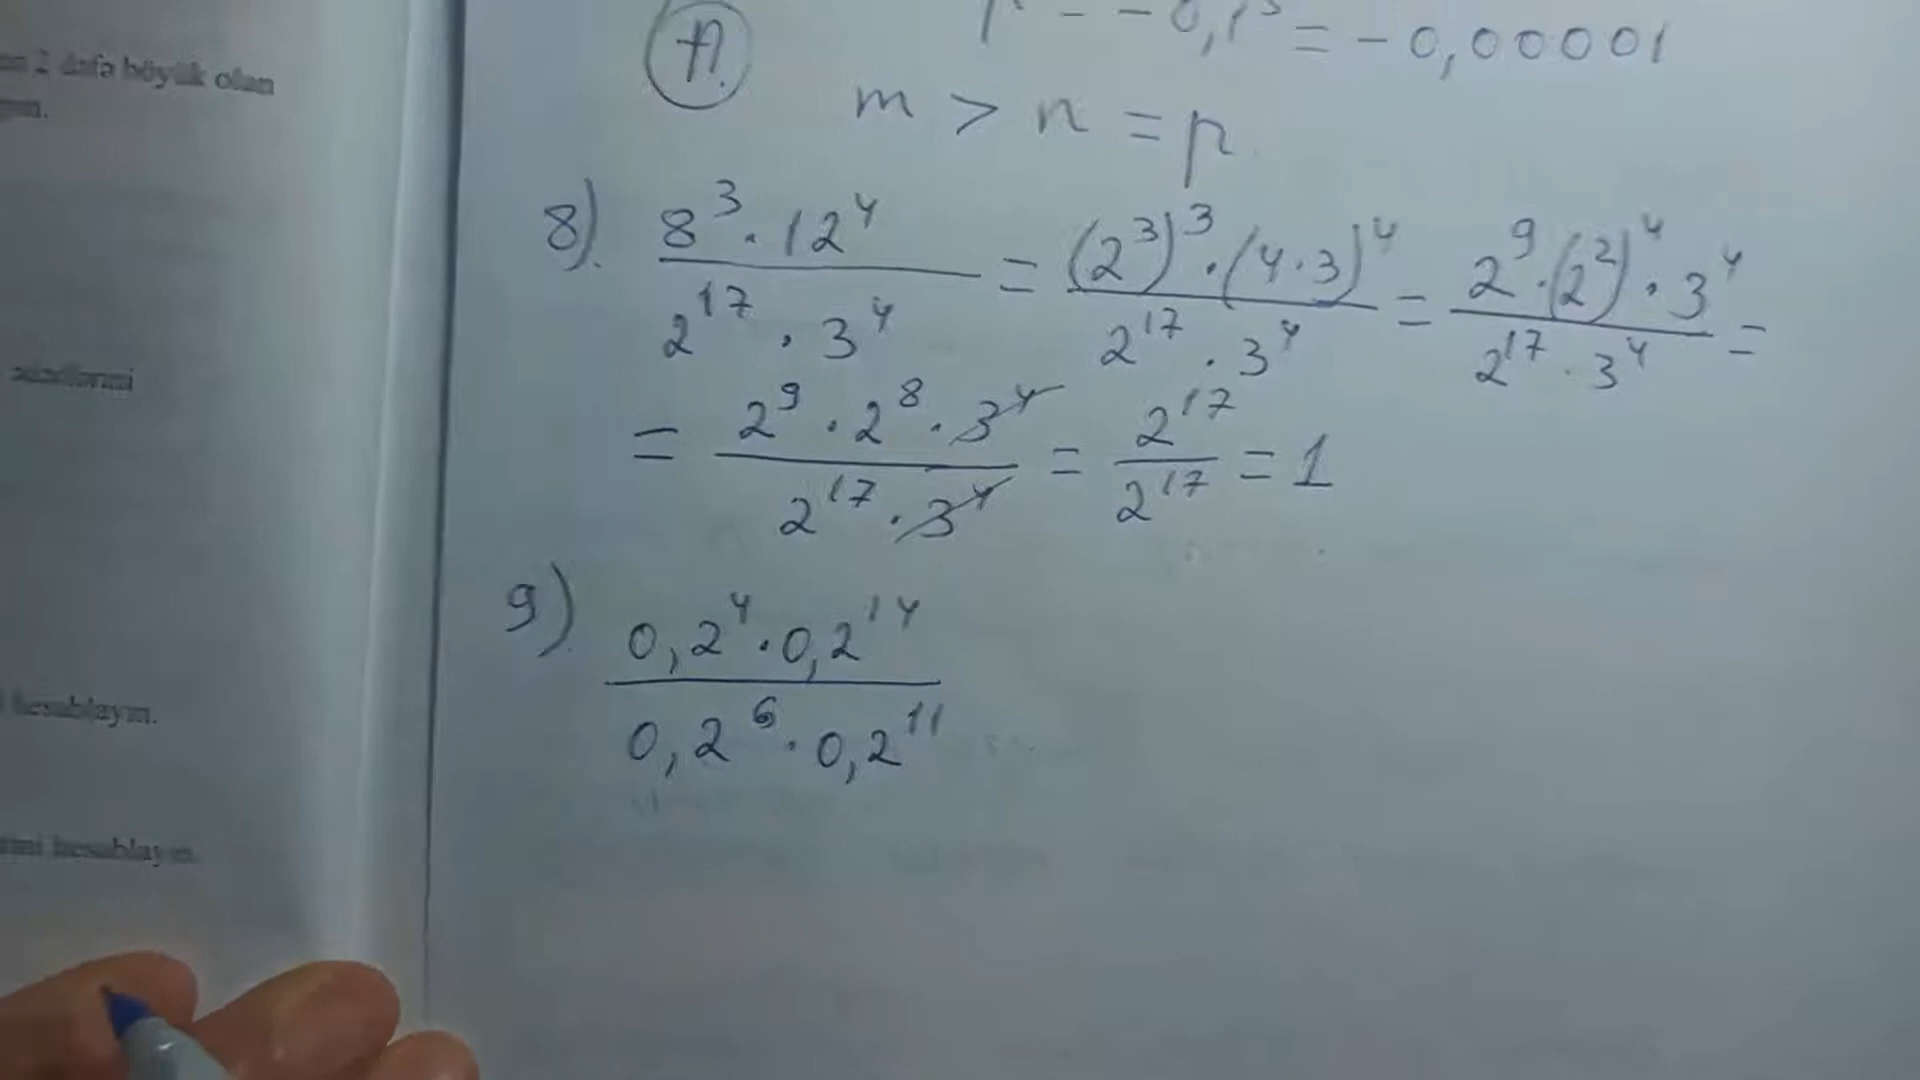 2 dəfə böyük olan
ədədlərini
hesablayın.
hesablayın.
= -0,1⁵ = -0,00001
m > n = p
8). 8³ · 12⁴ / 2¹⁷ · 3⁴ = (2³)³ · (4 · 3)⁴ / 2¹⁷ · 3⁴ = 2⁹ · (2²)⁴ · 3⁴ / 2¹⁷ · 3⁴ =
= 2⁹ · 2⁸ · 3⁴ / 2¹⁷ · 3⁴ = 2¹⁷ / 2¹⁷ = 1
9). 0,2⁴ · 0,2¹⁴ / 0,2⁶ · 0,2¹¹